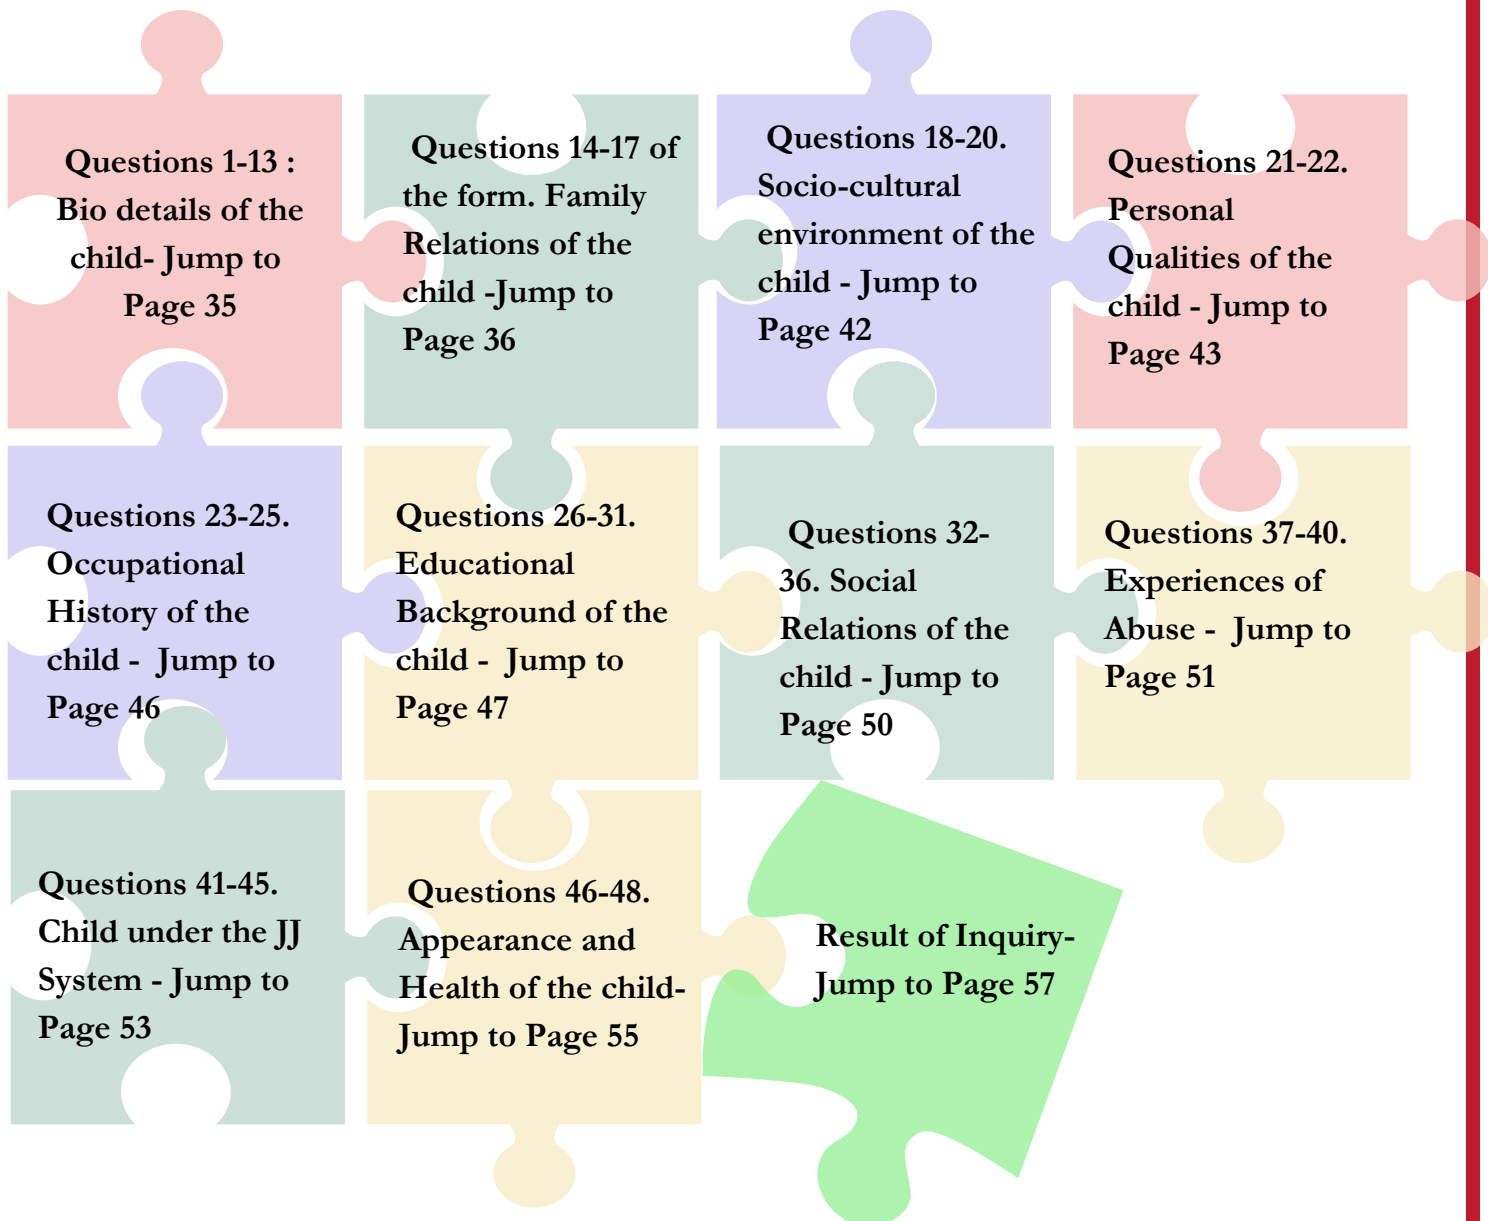 Questions 1-13 :
Bio details of the
child- Jump to
Page 35
Questions 14-17 of
the form. Family
Relations of the
child -Jump to
Page 36
Questions 18-20.
Socio-cultural
environment of the
child - Jump to
Page 42
Questions 21-22.
Personal
Qualities of the
child - Jump to
Page 43
Questions 23-25.
Occupational
History of the
child - Jump to
Page 46
Questions 26-31.
Educational
Background of the
child - Jump to
Page 47
Questions 32-
36. Social
Relations of the
child - Jump to
Page 50
Questions 37-40.
Experiences of
Abuse - Jump to
Page 51
Questions 41-45.
Child under the JJ
System - Jump to
Page 53
Questions 46-48.
Appearance and
Health of the child-
Jump to Page 55
Result of Inquiry-
Jump to Page 57